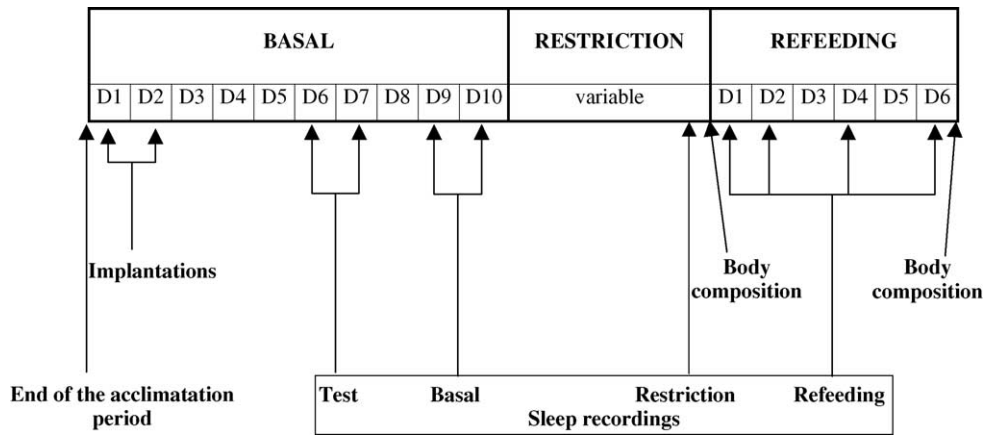 BASAL RESTRICTION REFEEDING
D1 D2 D3 D4 D5 D6 D7 D8 D9 D10 variable D1 D2 D3 D4 D5 D6
Implantations
Body
composition
Body
composition
End of the acclimatation
period
Test Basal Restriction Refeeding
Sleep recordings